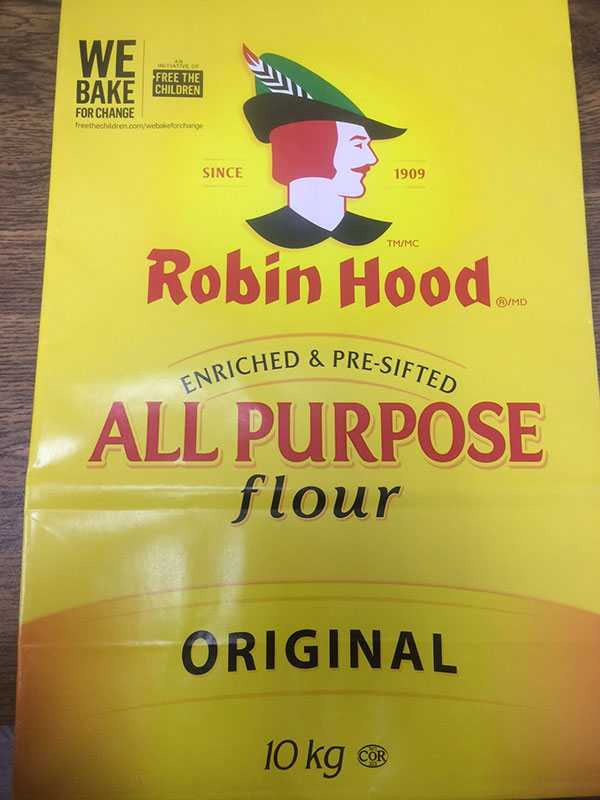 WE
BAKE
FOR CHANGE
AN
INITIATIVE OF
FREE THE
CHILDREN
freethechildren.com/webakeforchange
SINCE 1909
TM/MC
Robin Hood ®/MD
ENRICHED & PRE-SIFTED
ALL PURPOSE
flour
ORIGINAL
10 kg COR